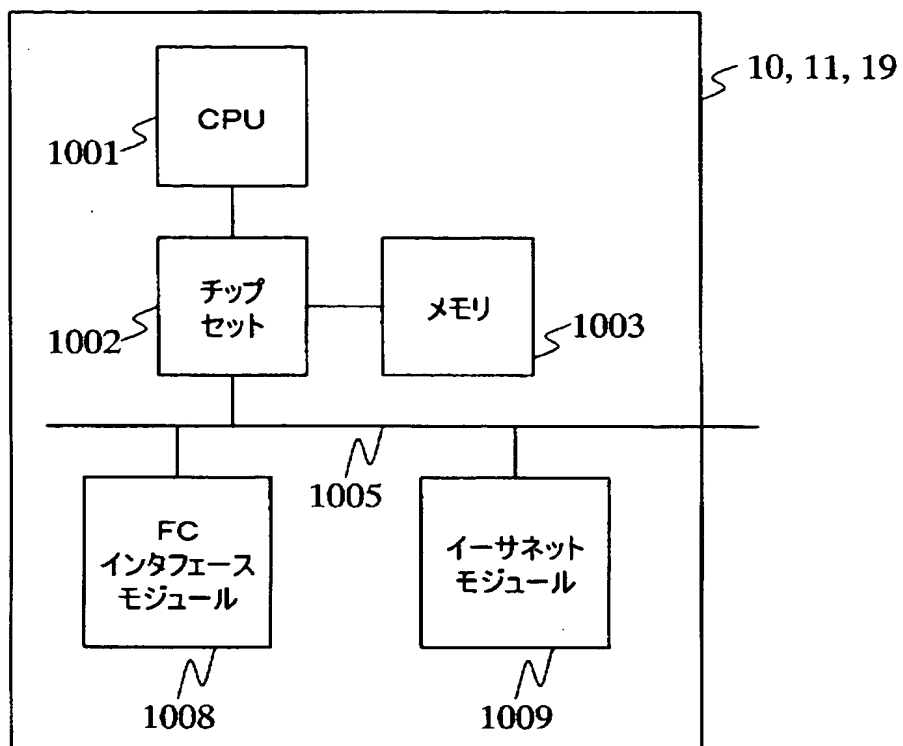 10, 11, 19
CPU
1001
チップ
セット
1002
メモリ
1003
1005
FC
インタフェース
モジュール
1008
イーサネット
モジュール
1009